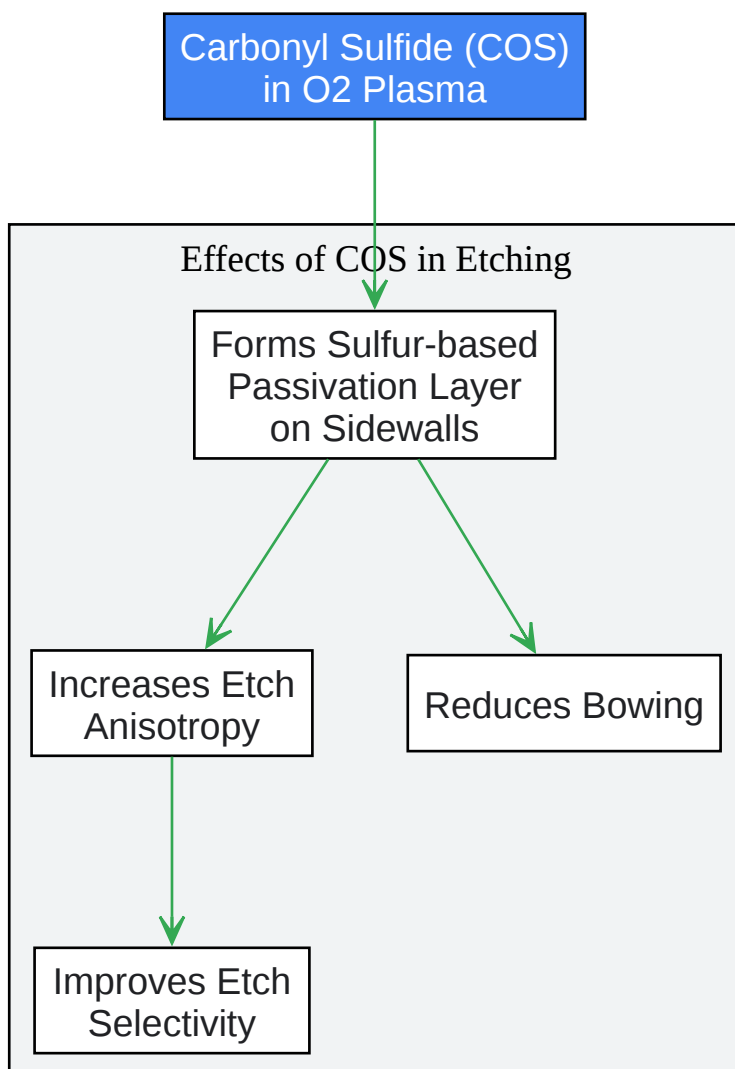 Carbonyl Sulfide (COS)
in O2 Plasma
Effects of COS in Etching
Forms Sulfur-based
Passivation Layer
on Sidewalls
Increases Etch
Anisotropy
Reduces Bowing
Improves Etch
Selectivity